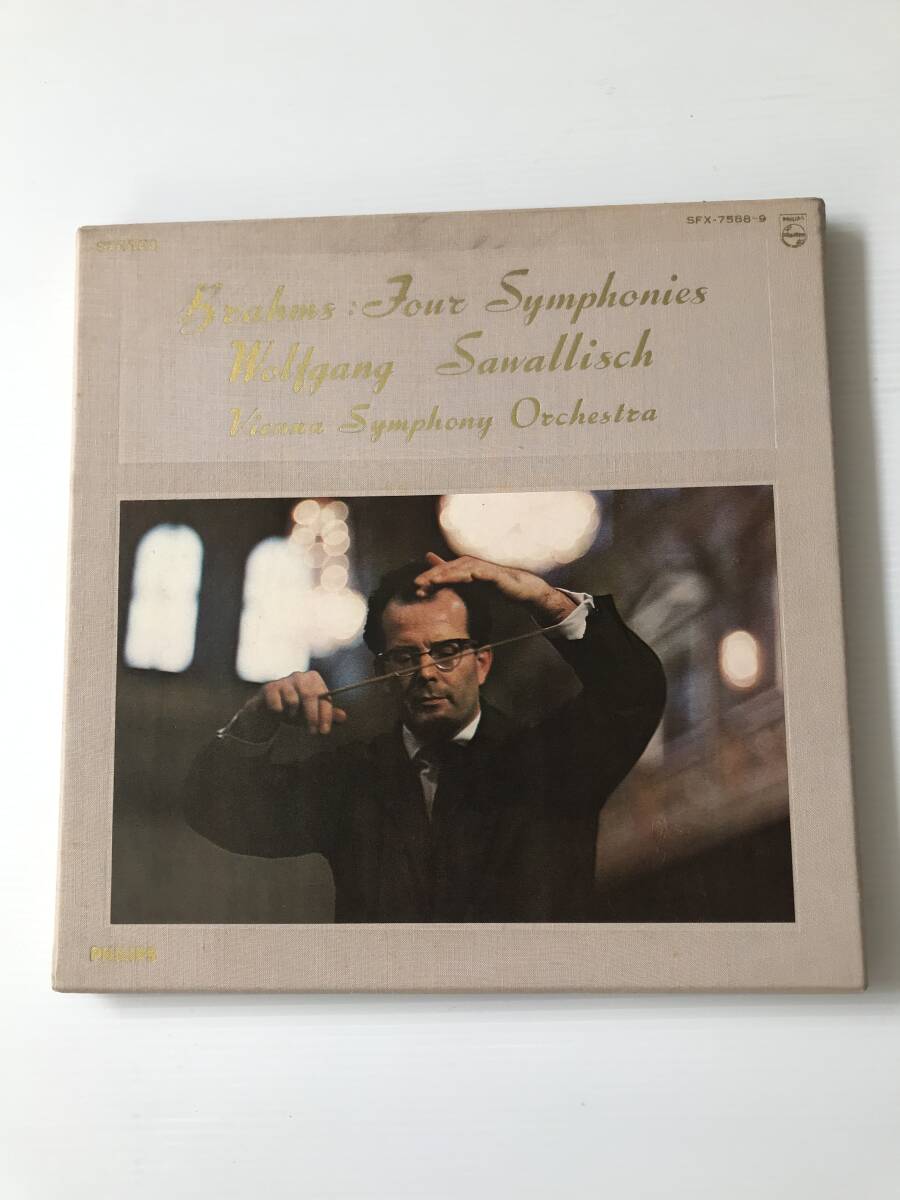 STEREO
SFX-7588~9
PHILIPS
Brahms : Four Symphonies
Wolfgang Sawallisch
Vienna Symphony Orchestra
PHILIPS